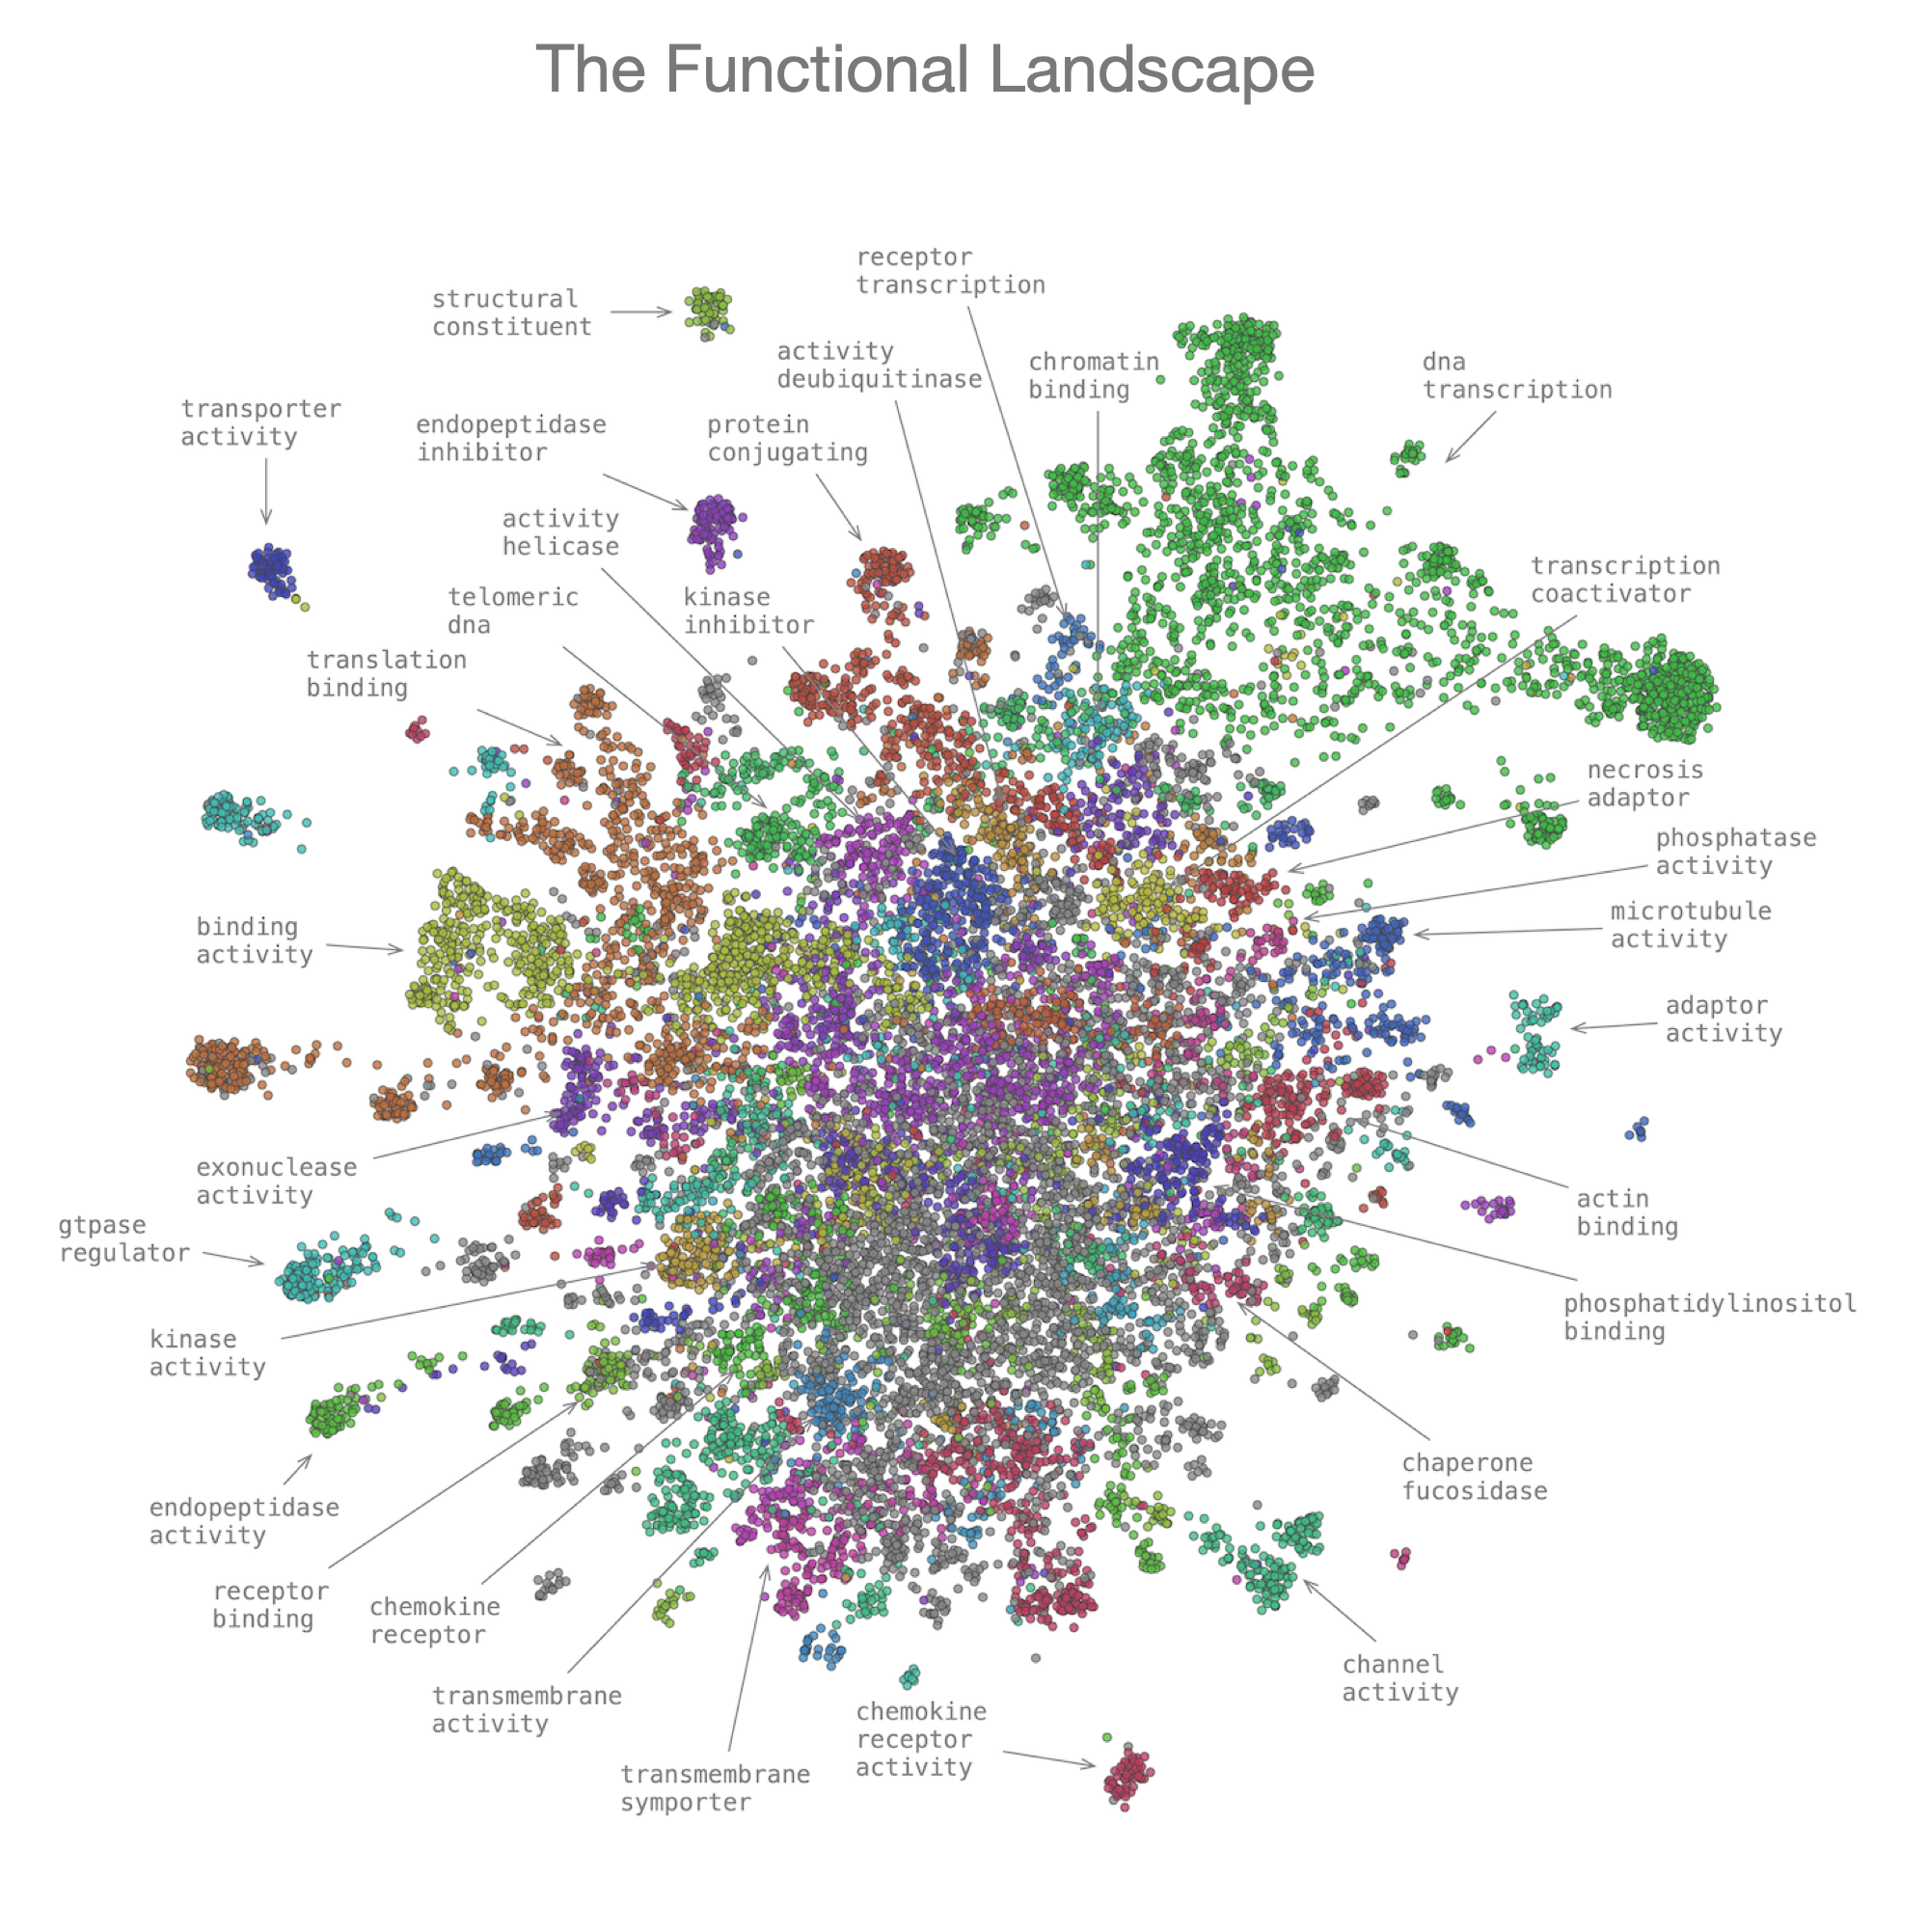 The Functional Landscape
receptor
transcription
structural
constituent
activity
deubiquitinase
chromatin
binding
dna
transcription
transporter
activity
endopeptidase
inhibitor
protein
conjugating
activity
helicase
transcription
coactivator
telomeric
dna
kinase
inhibitor
translation
binding
necrosis
adaptor
phosphatase
activity
binding
activity
microtubule
activity
adaptor
activity
exonuclease
activity
actin
binding
gtpase
regulator
phosphatidylinositol
binding
kinase
activity
chaperone
fucosidase
endopeptidase
activity
receptor
binding
chemokine
receptor
channel
activity
transmembrane
activity
chemokine
receptor
activity
transmembrane
symporter